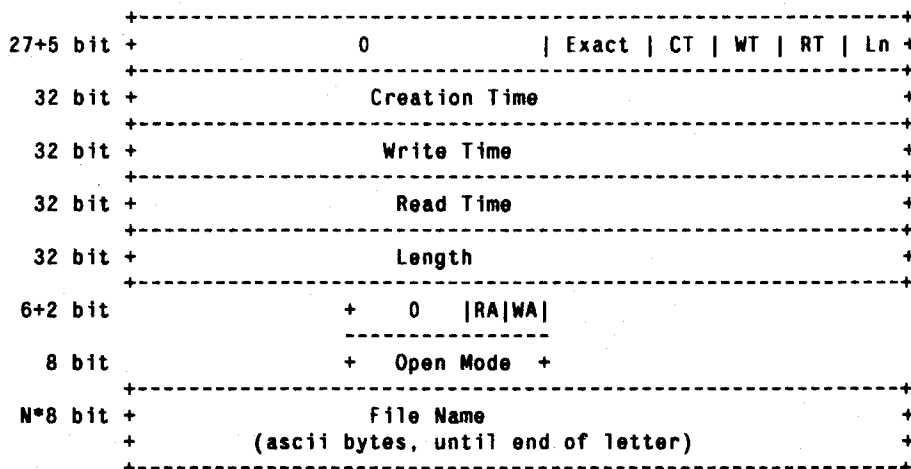 +------------------------------------------------------+
27+5 bit + 0 | Exact | CT | WT | RT | Ln +
+------------------------------------------------------+
32 bit + Creation Time +
+------------------------------------------------------+
32 bit + Write Time +
+------------------------------------------------------+
32 bit + Read Time +
+------------------------------------------------------+
32 bit + Length +
+------------------------------------------------------+
6+2 bit + 0 |RA|WA|
--------------
8 bit + Open Mode +
+------------------------------------------------------+
N*8 bit + File Name +
+ (ascii bytes, until end of letter) +
+------------------------------------------------------+